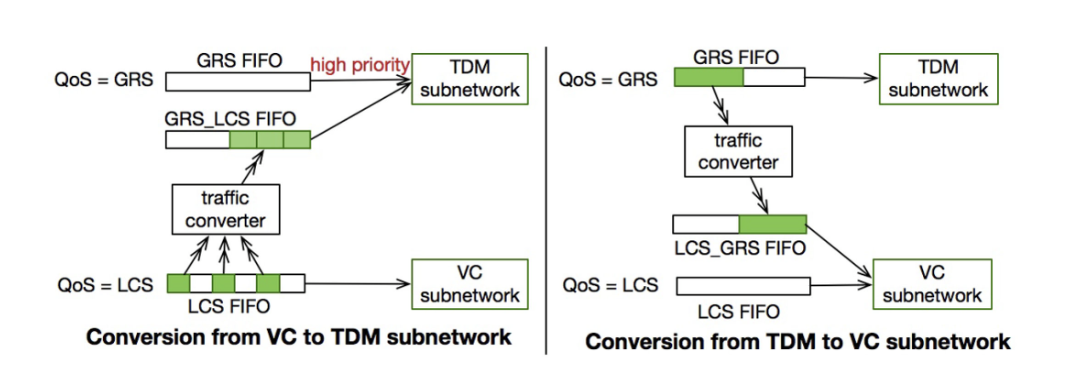 GRS FIFO
high priority
QoS = GRS
TDM
subnetwork
GRS_LCS FIFO
traffic
converter
QoS = LCS
LCS FIFO
VC
subnetwork
Conversion from VC to TDM subnetwork
GRS FIFO
QoS = GRS
TDM
subnetwork
traffic
converter
LCS_GRS FIFO
QoS = LCS
LCS FIFO
VC
subnetwork
Conversion from TDM to VC subnetwork